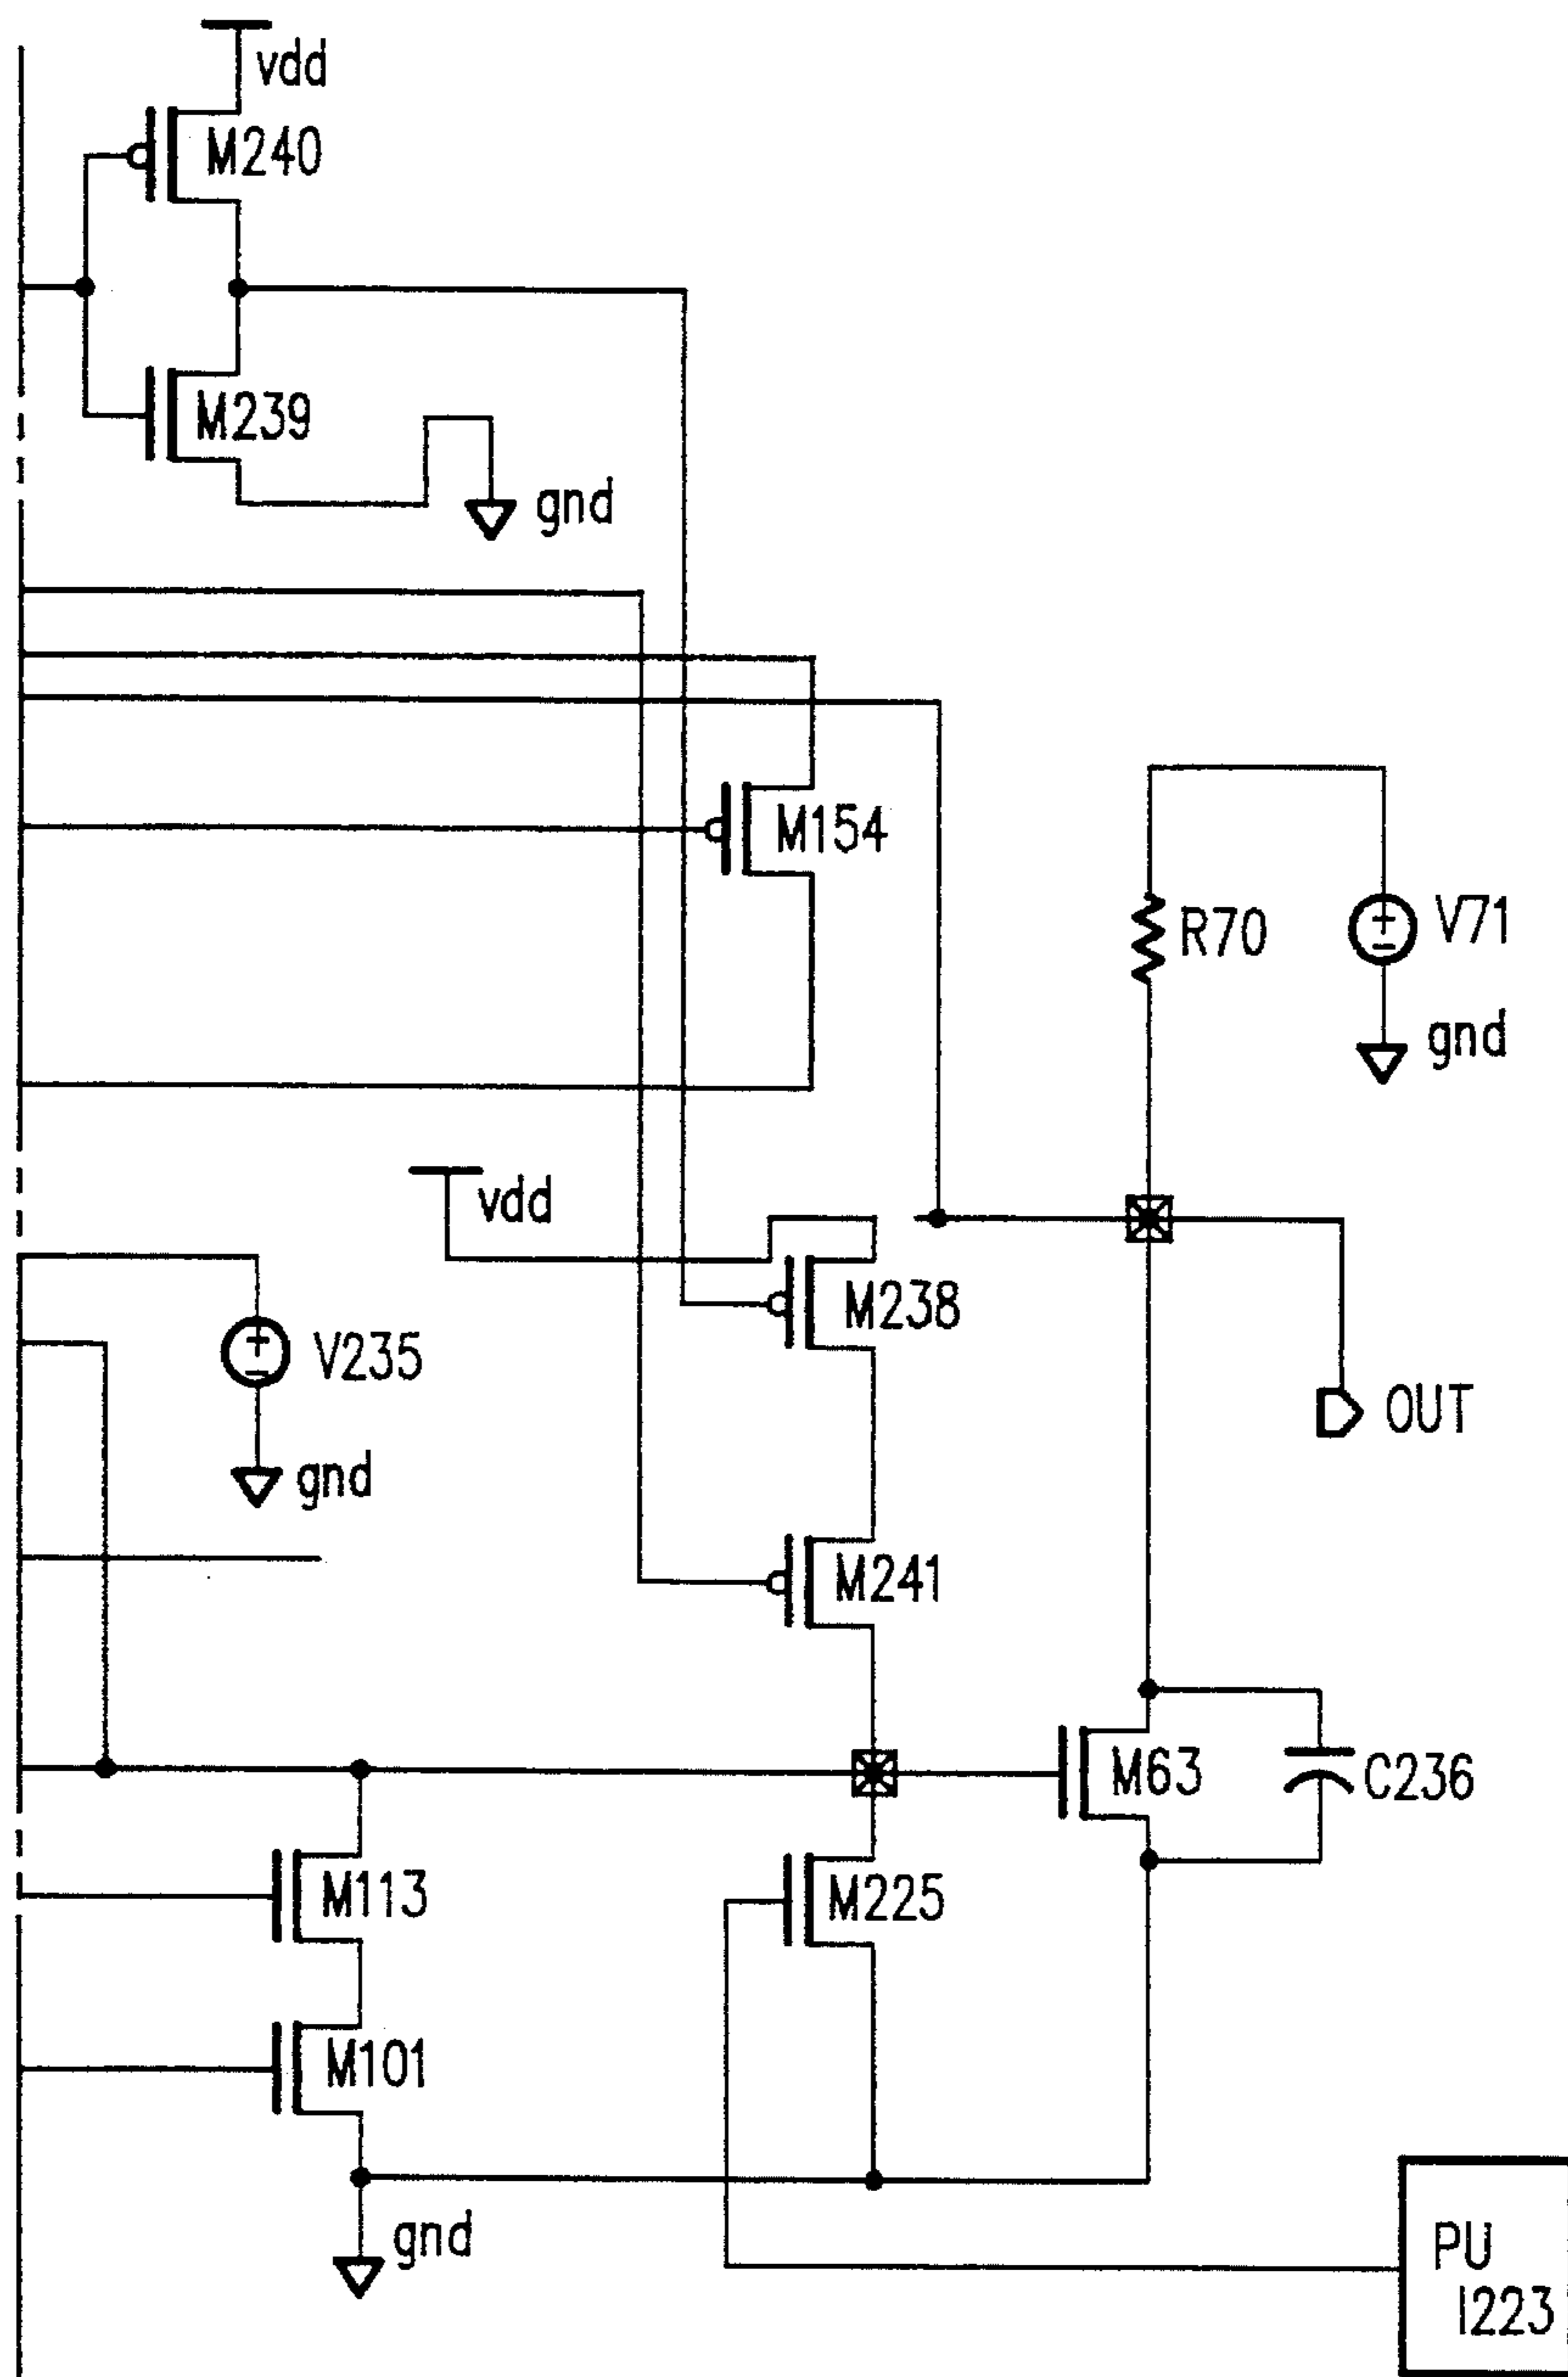 vdd
M240
M239
gnd
M154
R70
V71
gnd
vdd
M238
V235
OUT
gnd
M241
M63
C236
M113
M225
M101
gnd
PU
I223